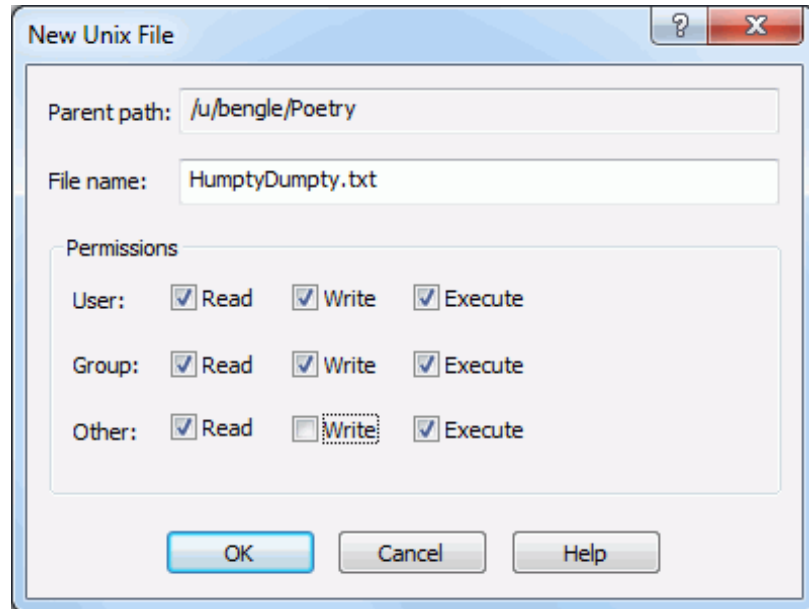 New Unix File
?
Parent path: /u/bengle/Poetry
File name: HumptyDumpty.txt
Permissions
User: Read Write Execute
Group: Read Write Execute
Other: Read Write Execute
OK Cancel Help